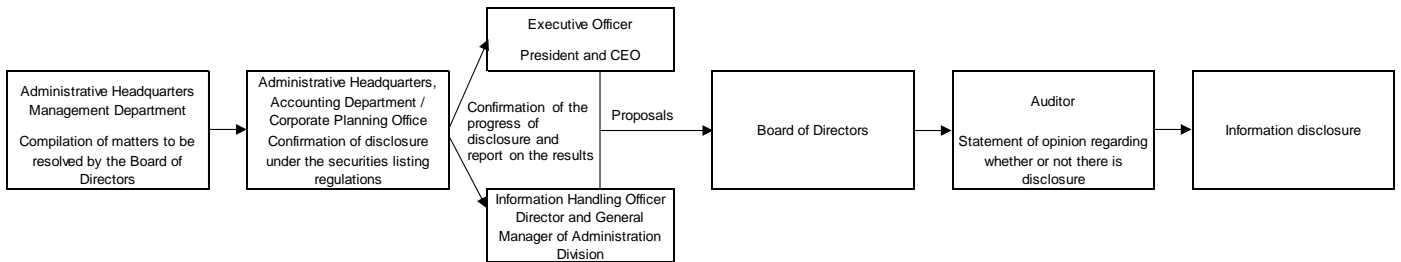 Administrative Headquarters
Management Department
Compilation of matters to be
resolved by the Board of
Directors
Administrative Headquarters,
Accounting Department /
Corporate Planning Office
Confirmation of disclosure
under the securities listing
regulations
Executive Officer
President and CEO
Confirmation of the
progress of
disclosure and
report on the results
Information Handling Officer
Director and General
Manager of Administration
Division
Proposals
Board of Directors
Auditor
Statement of opinion regarding
whether or not there is
disclosure
Information disclosure